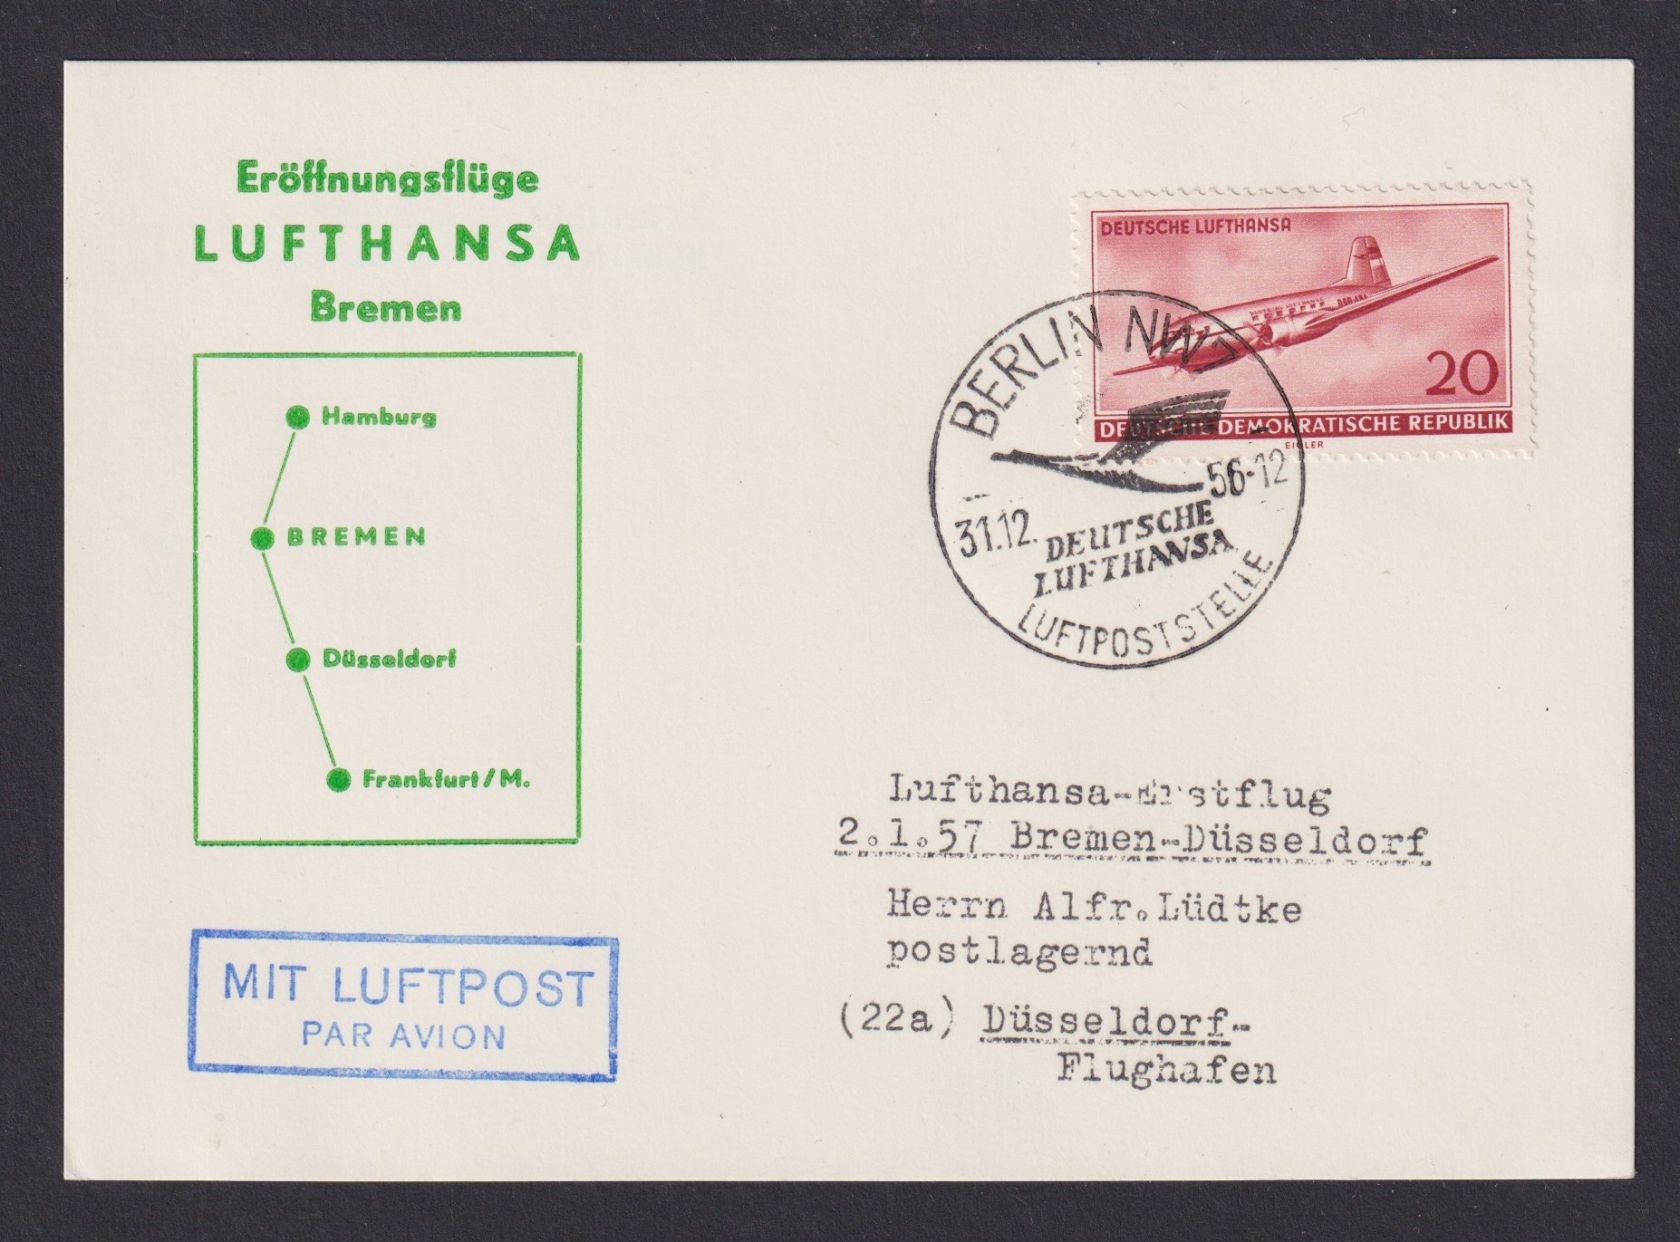 Eröffnungsflüge
LUFTHANSA
Bremen
Hamburg
BREMEN
Düsseldorf
Frankfurt/M.
MIT LUFTPOST
PAR AVION
DEUTSCHE LUFTHANSA
20
DEUTSCHE DEMOKRATISCHE REPUBLIK
EIGLER
BERLIN NW7
31.12. 56-12
DEUTSCHE
LUFTHANSA
LUFTPOSTSTELLE
Lufthansa-Erstflug
2.1.57 Bremen-Düsseldorf
Herrn Alfr.Lüdtke
postlagernd
(22a) Düsseldorf-
Flughafen